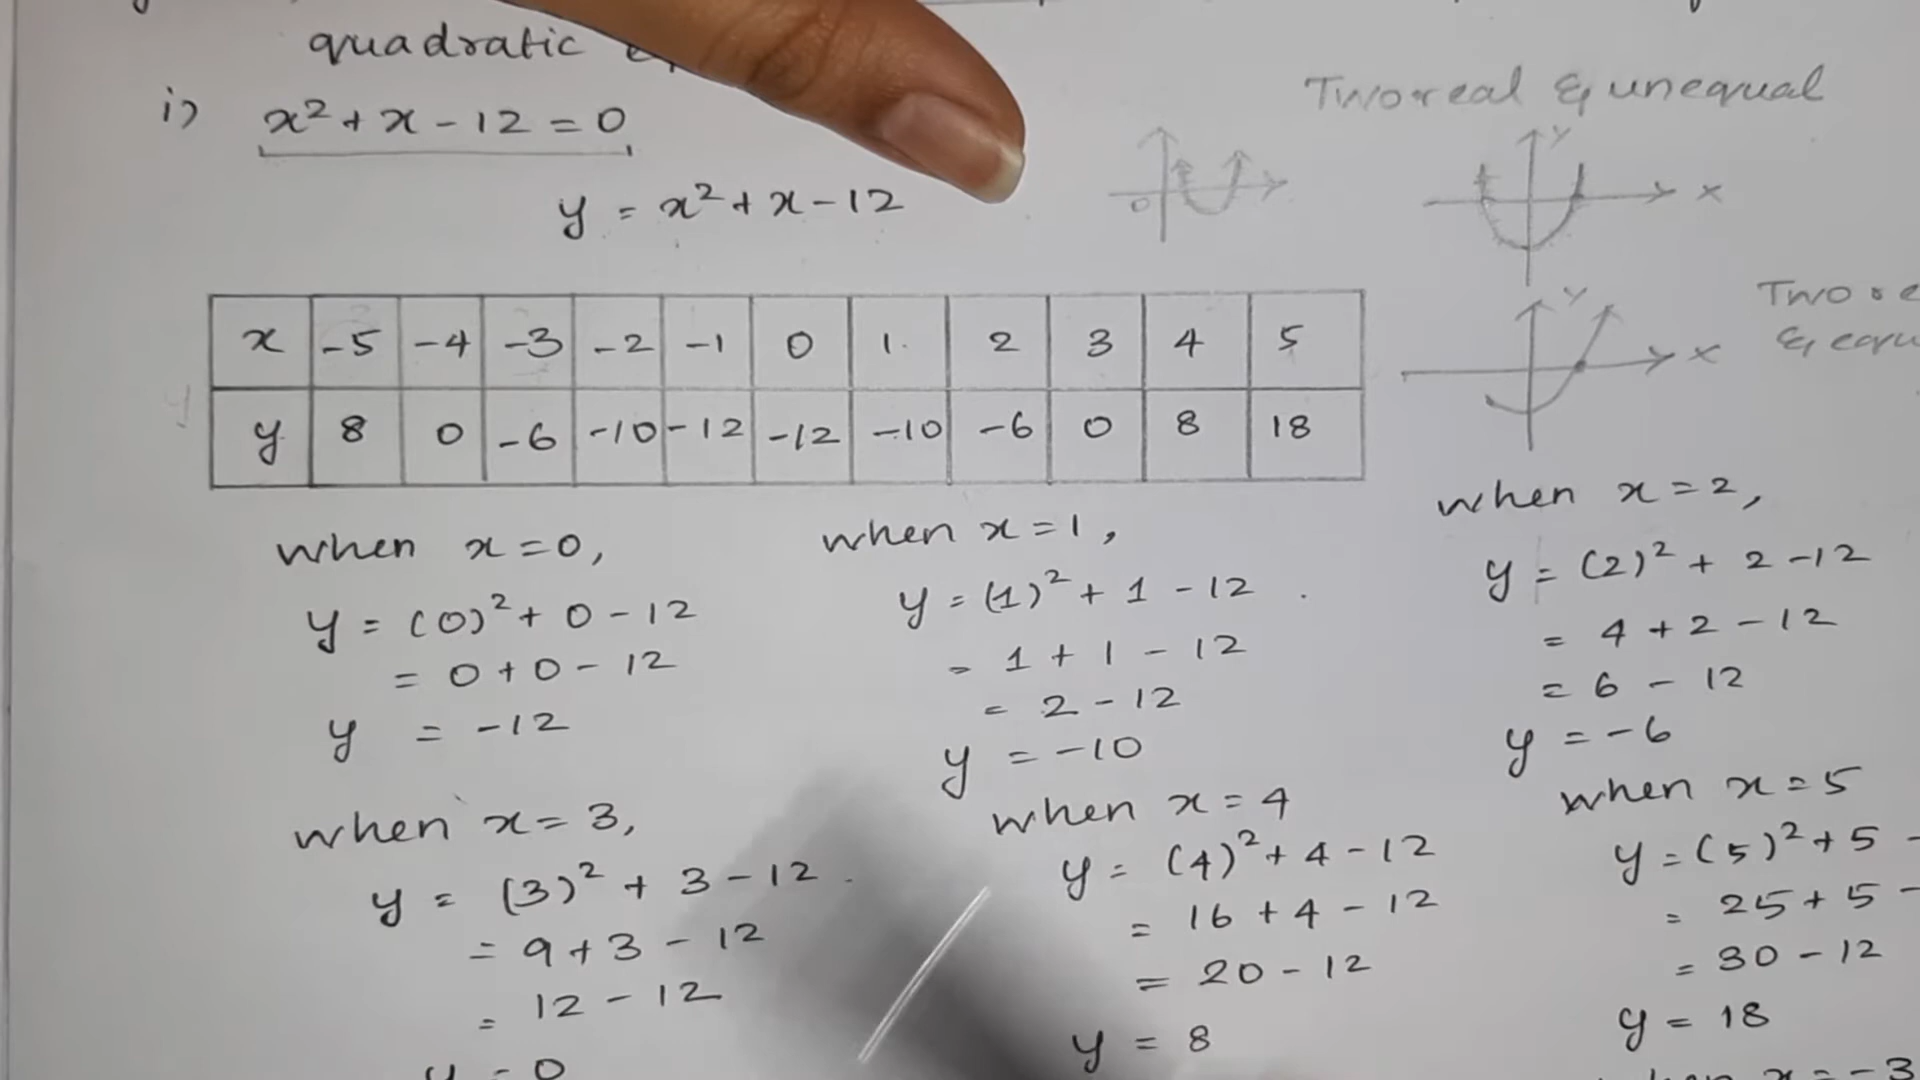 quadratic
i) x² + x - 12 = 0
y = x² + x - 12
Two real & unequal
Y
O
X
Y
X
Two
&
x -5 -4 -3 -2 -1 0 1 2 3 4 5
y 8 0 -6 -10 -12 -12 -10 -6 0 8 18
when x = 0,
y = (0)² + 0 - 12
= 0 + 0 - 12
y = -12
when x = 1,
y = (1)² + 1 - 12
= 1 + 1 - 12
= 2 - 12
y = -10
when x = 2,
y = (2)² + 2 - 12
= 4 + 2 - 12
= 6 - 12
y = -6
when x = 3,
y = (3)² + 3 - 12
= 9 + 3 - 12
= 12 - 12
y = 0
when x = 4
y = (4)² + 4 - 12
= 16 + 4 - 12
= 20 - 12
y = 8
when x = 5
y = (5)² + 5 -
= 25 + 5 -
= 30 - 12
y = 18
x = -3